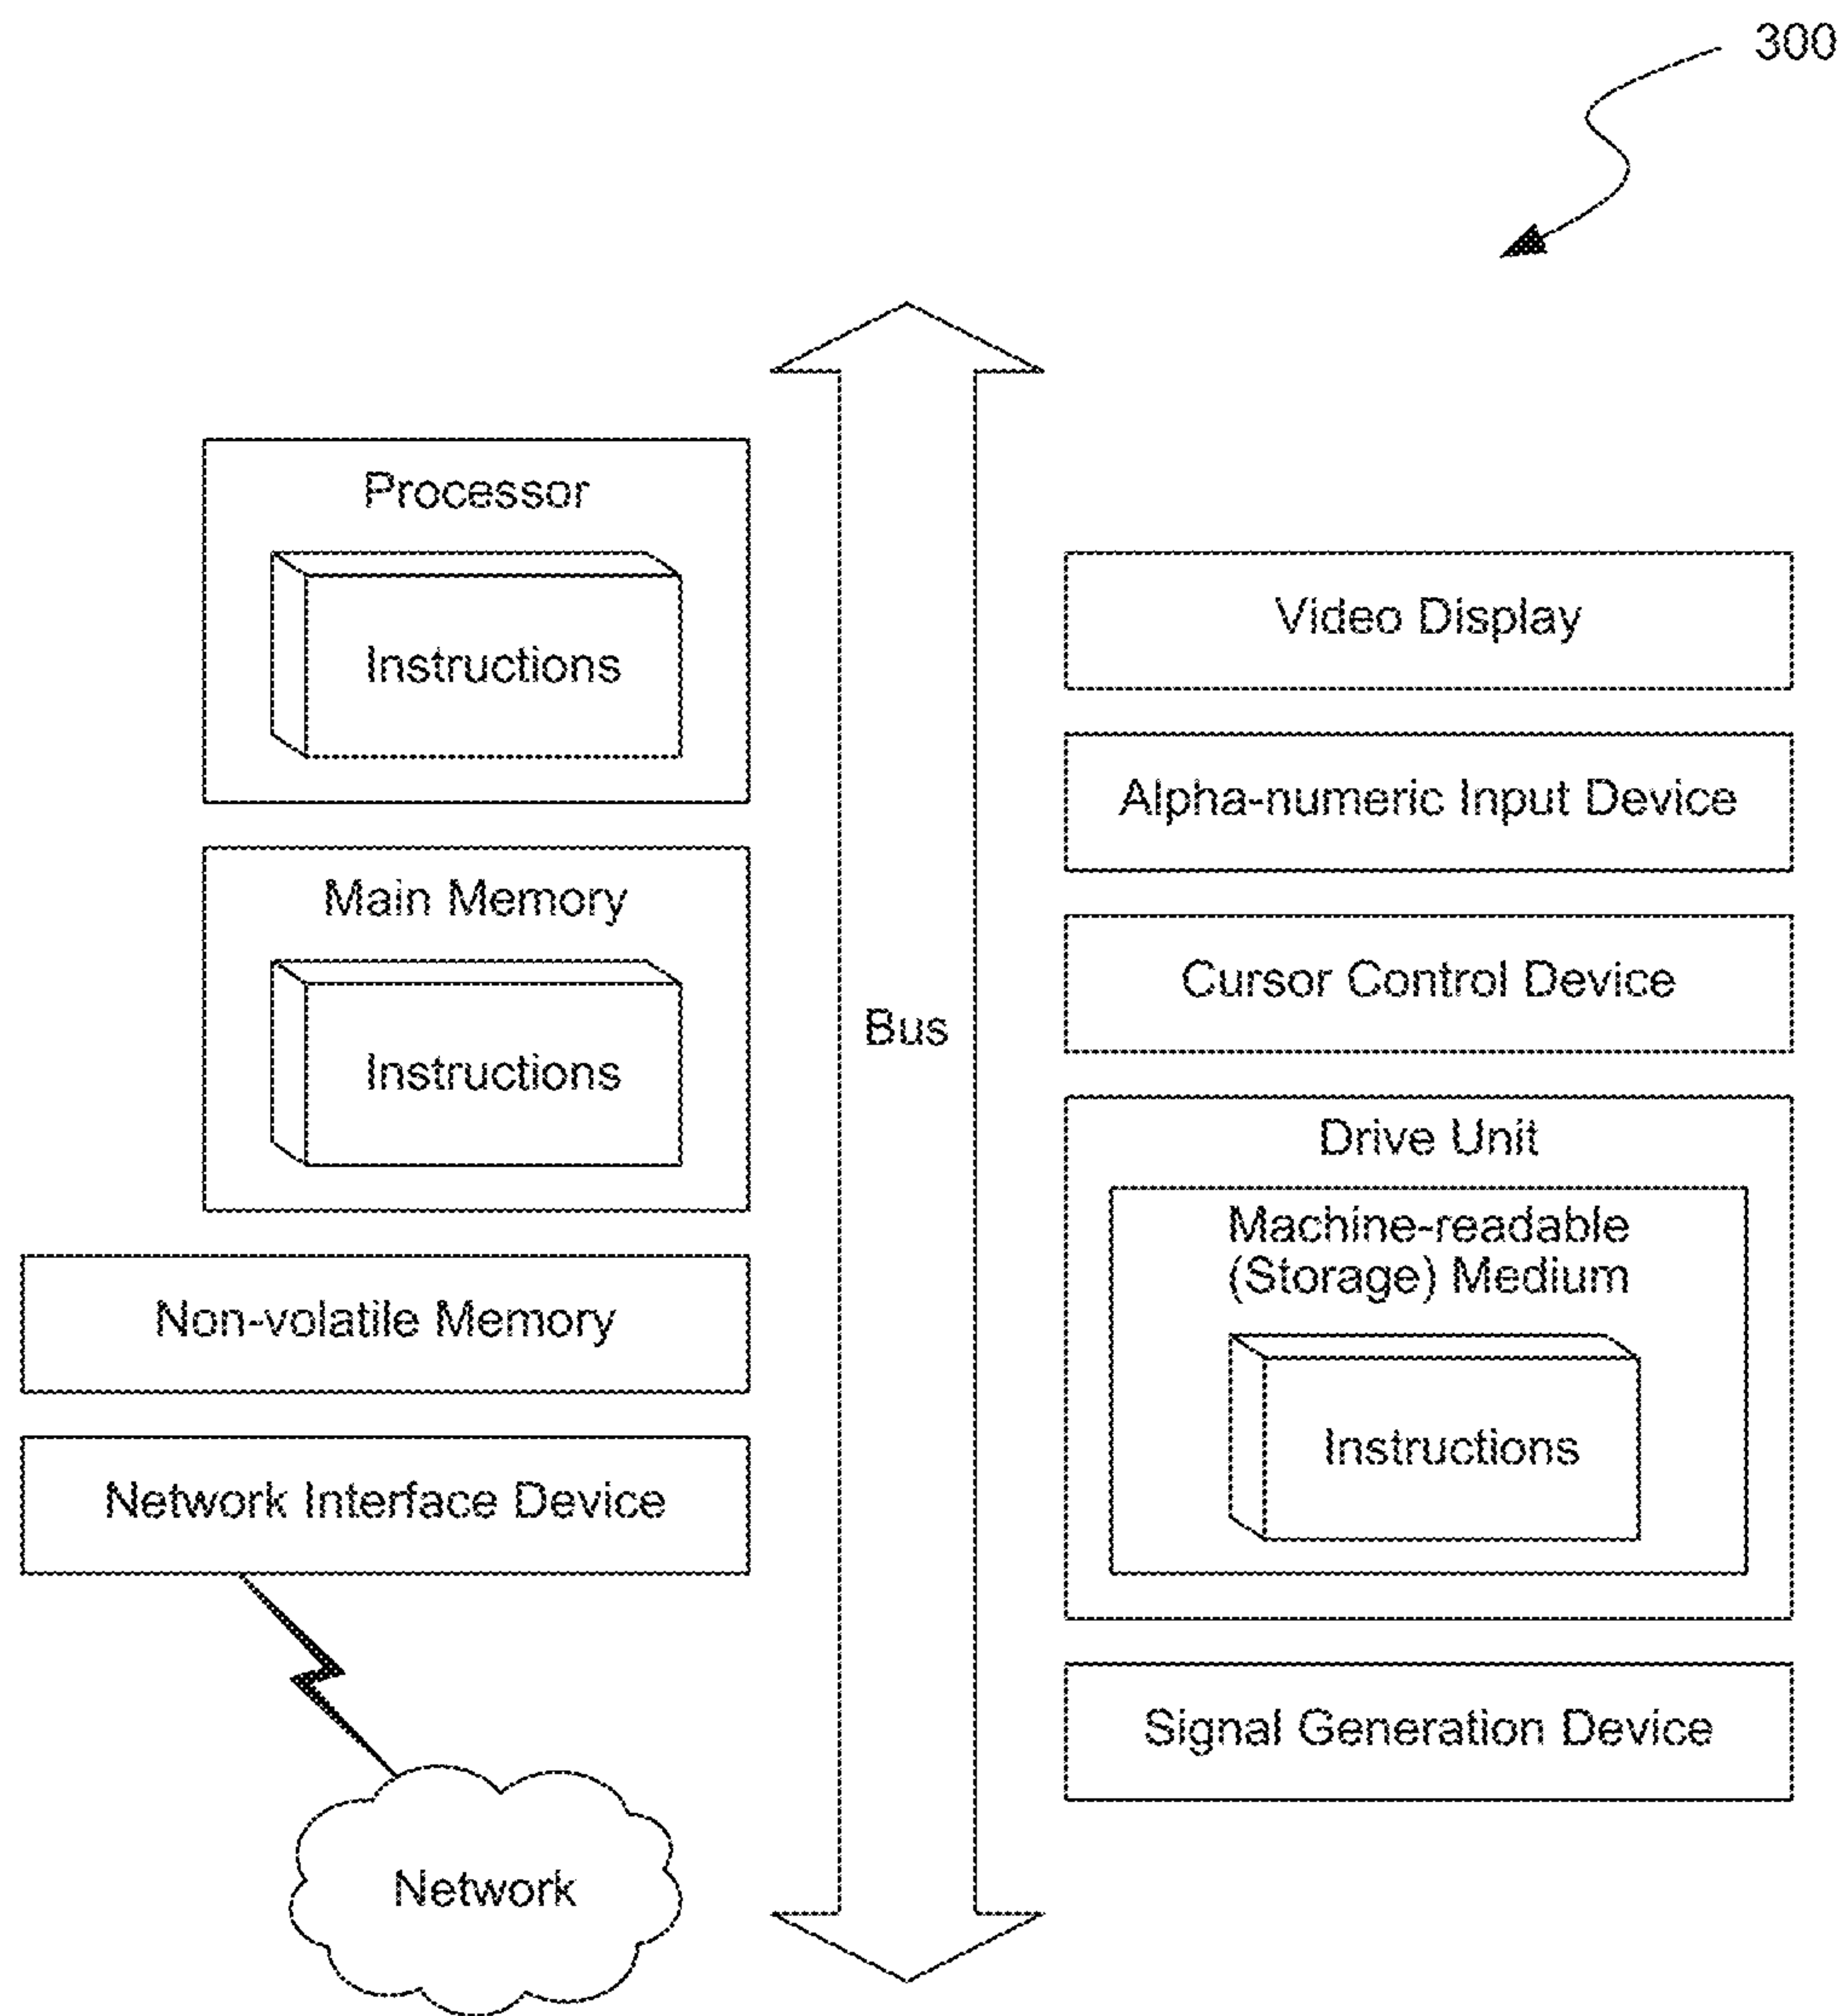 300
Processor
Instructions
Main Memory
Instructions
Non-volatile Memory
Network Interface Device
Network
Bus
Video Display
Alpha-numeric Input Device
Cursor Control Device
Drive Unit
Machine-readable
(Storage) Medium
Instructions
Signal Generation Device